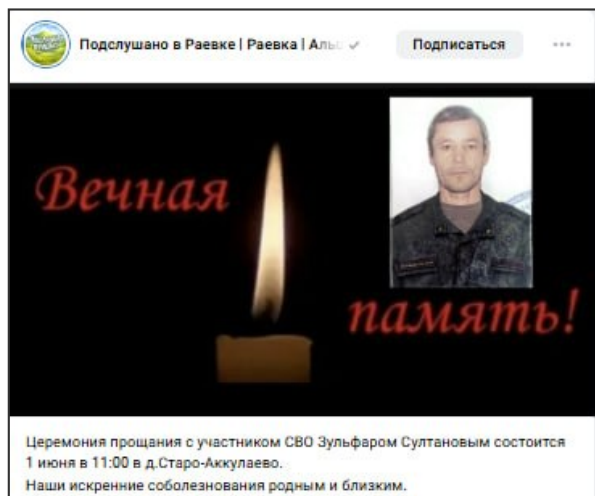 Подслушано в Раевке | Раевка | Аль
Подписаться
Вечная
память!
Церемония прощания с участником СВО Зульфаром Султановым состоится
1 июня в 11:00 в д.Старо-Аккулаево.
Наши искренние соболезнования родным и близким.